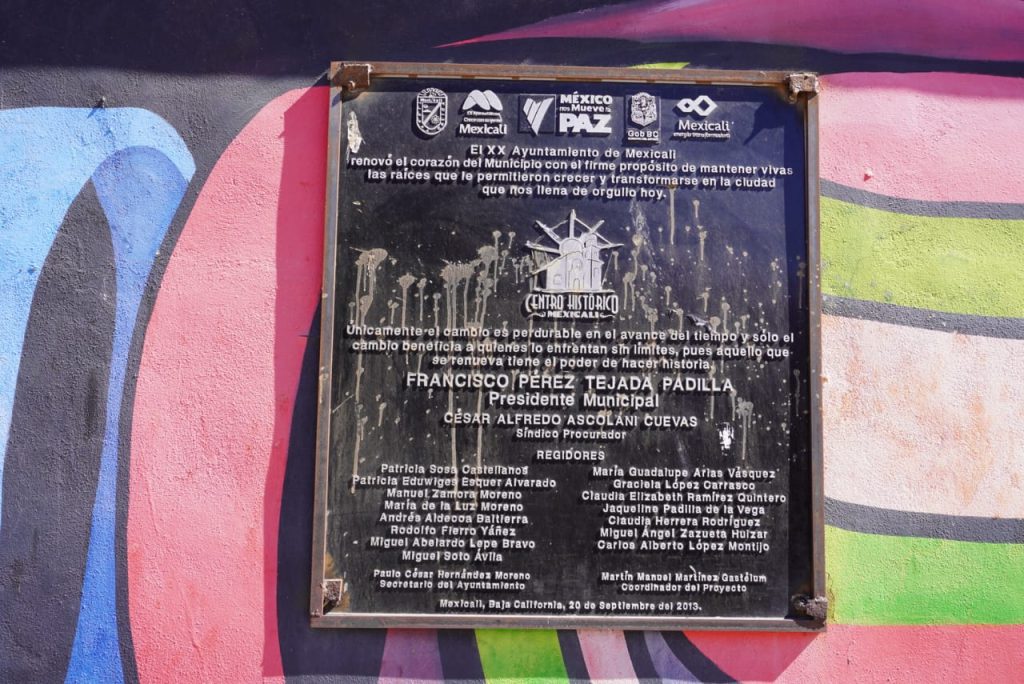 Mexicali
MÉXICO
nos Mueve la
PAZ
Gob BC
Mexicali
energía transformadora
El XX Ayuntamiento de Mexicali
renovó el corazón del Municipio con el firme propósito de mantener vivas
las raíces que le permitieron crecer y transformarse en la ciudad
que nos llena de orgullo hoy.
CENTRO HISTÓRICO
MEXICALI
Únicamente el cambio es perdurable en el avance del tiempo y sólo el
cambio beneficia a quienes lo enfrentan sin límites, pues aquello que
se renueva tiene el poder de hacer historia.
FRANCISCO PÉREZ TEJADA PADILLA
Presidente Municipal
CÉSAR ALFREDO ASCOLANI CUEVAS
Síndico Procurador
REGIDORES
Patricia Sosa Castellanos
Patricia Eduwiges Esquer Alvarado
Manuel Zamora Moreno
María de la Luz Moreno
Andrés Aldecoa Baltierra
Rodolfo Fierro Yáñez
Miguel Abelardo Lepe Bravo
Miguel Soto Ávila
María Guadalupe Arias Vásquez
Graciela López Carrasco
Claudia Elizabeth Ramírez Quintero
Jaqueline Padilla de la Vega
Claudia Herrera Rodríguez
Miguel Ángel Zazueta Huizar
Carlos Alberto López Montijo
Paulo César Hernández Moreno
Secretario del Ayuntamiento
Martín Manuel Martínez Gastélum
Coordinador del Proyecto
Mexicali, Baja California, 20 de Septiembre del 2013.